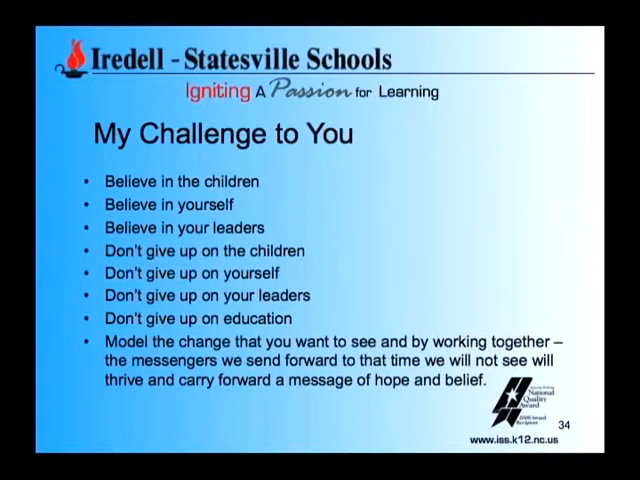 Iredell - Statesville Schools
Igniting A Passion for Learning
My Challenge to You
• Believe in the children
• Believe in yourself
• Believe in your leaders
• Don't give up on the children
• Don't give up on yourself
• Don't give up on your leaders
• Don't give up on education
• Model the change that you want to see and by working together –
the messengers we send forward to that time we will not see will
thrive and carry forward a message of hope and belief.
National
Quality
Award
2008 Award
Recipient
34
www.iss.k12.nc.us